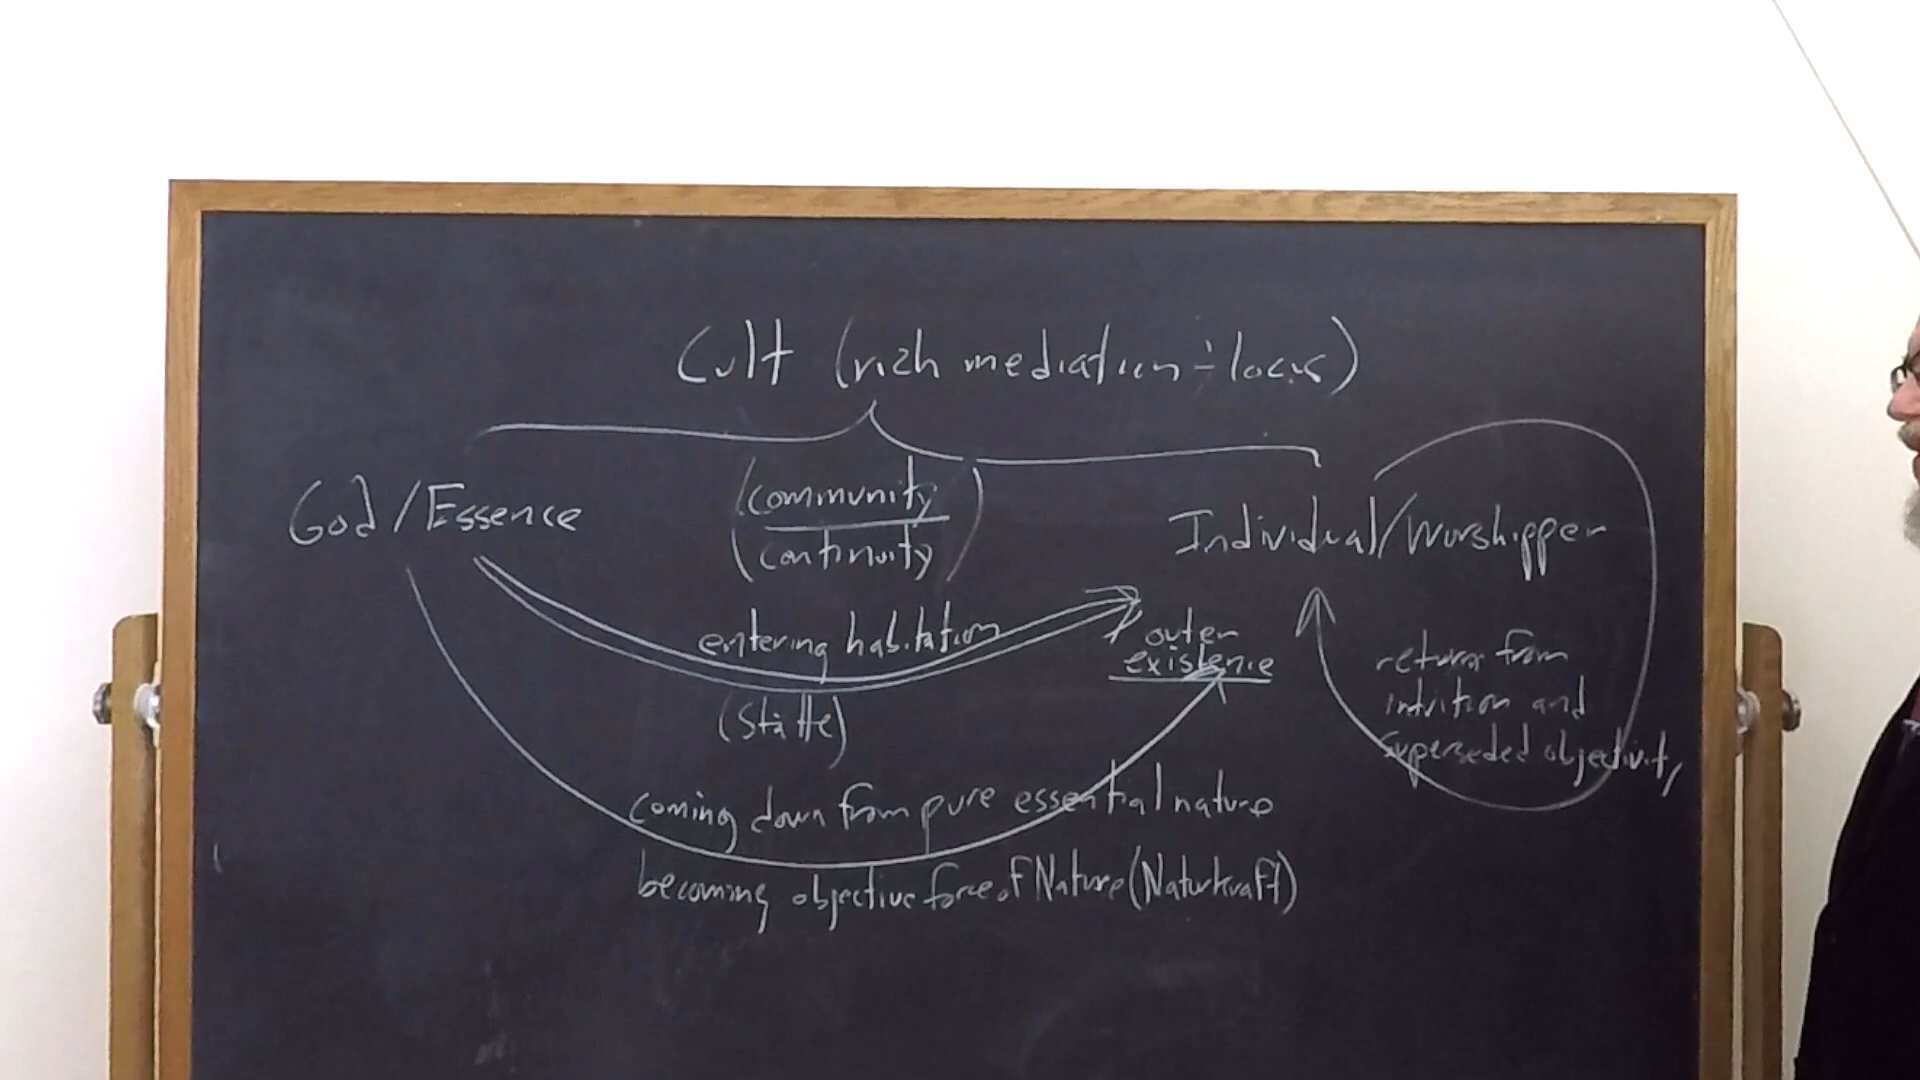 Cult (rich mediation - locus)
God/Essence
(community
(continuity)
Individual/Worshipper
entering habitation
(Stätte)
outer
existence
return from
intuition and
superseded objectivity
coming down from pure essential nature
becoming objective force of Nature (Naturkraft)